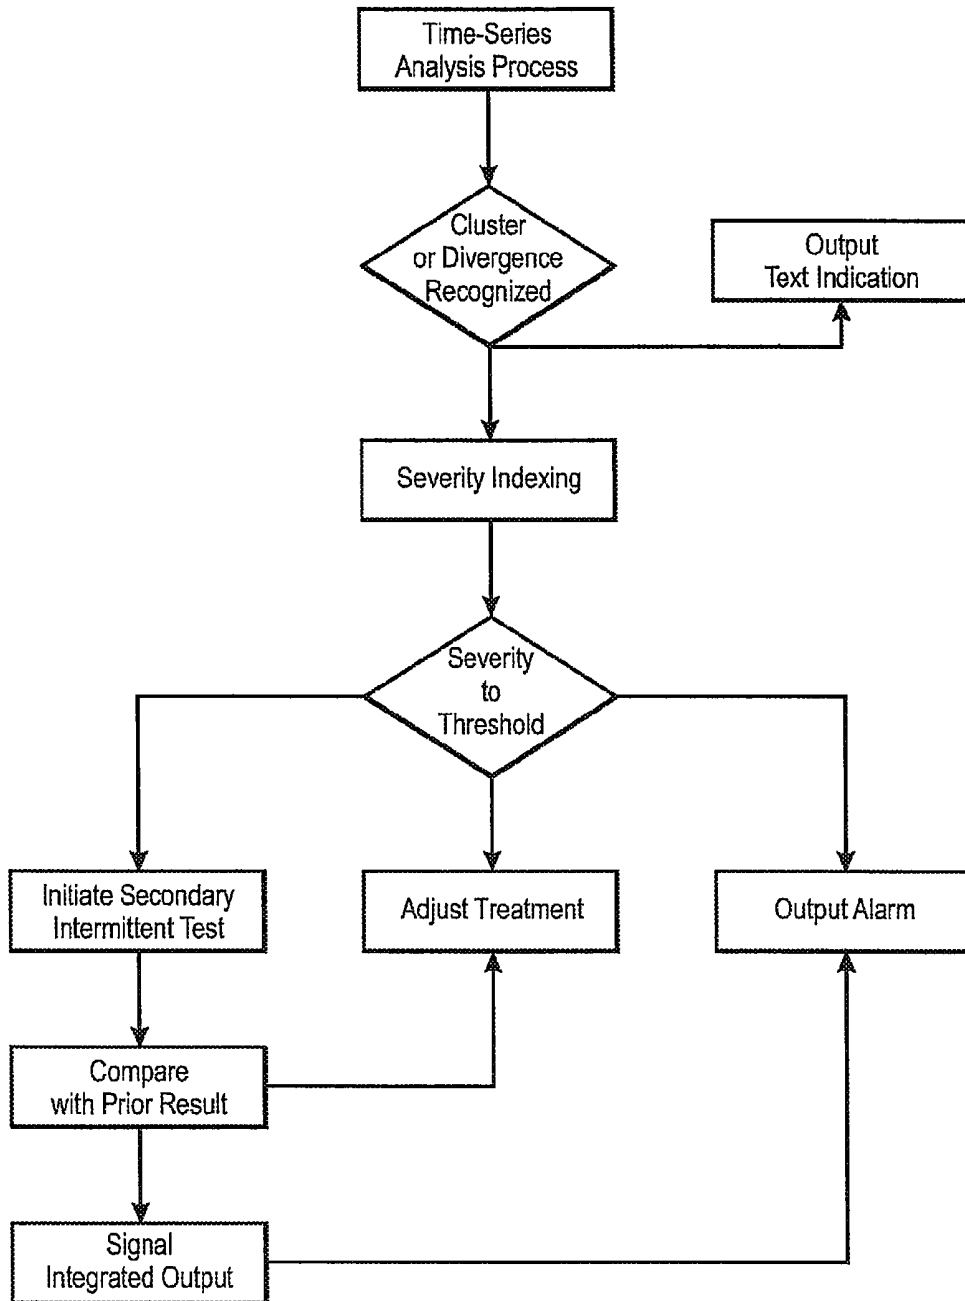 Time-Series
Analysis Process
Cluster
or Divergence
Recognized
Output
Text Indication
Severity Indexing
Severity
to
Threshold
Initiate Secondary
Intermittent Test
Adjust Treatment
Output Alarm
Compare
with Prior Result
Signal
Integrated Output